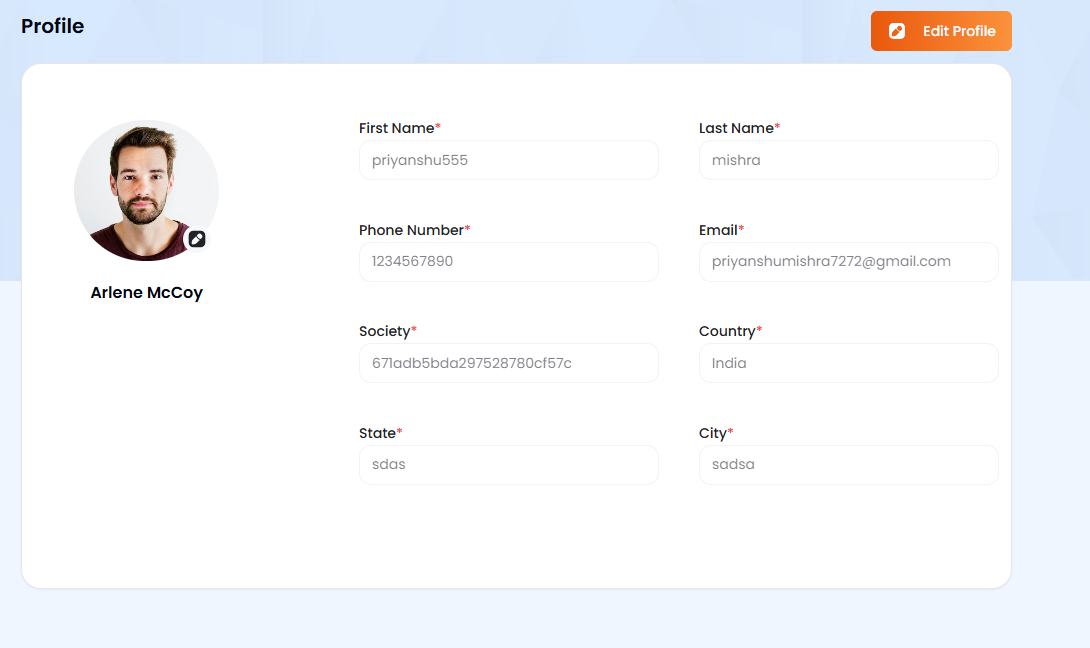 Profile
Edit Profile
First Name*
Last Name*
priyanshu555
mishra
Phone Number*
Email*
1234567890
priyanshumishra7272@gmail.com
Arlene McCoy
Society*
Country*
671adb5bda297528780cf57c
India
State*
City*
sdas
sadsa